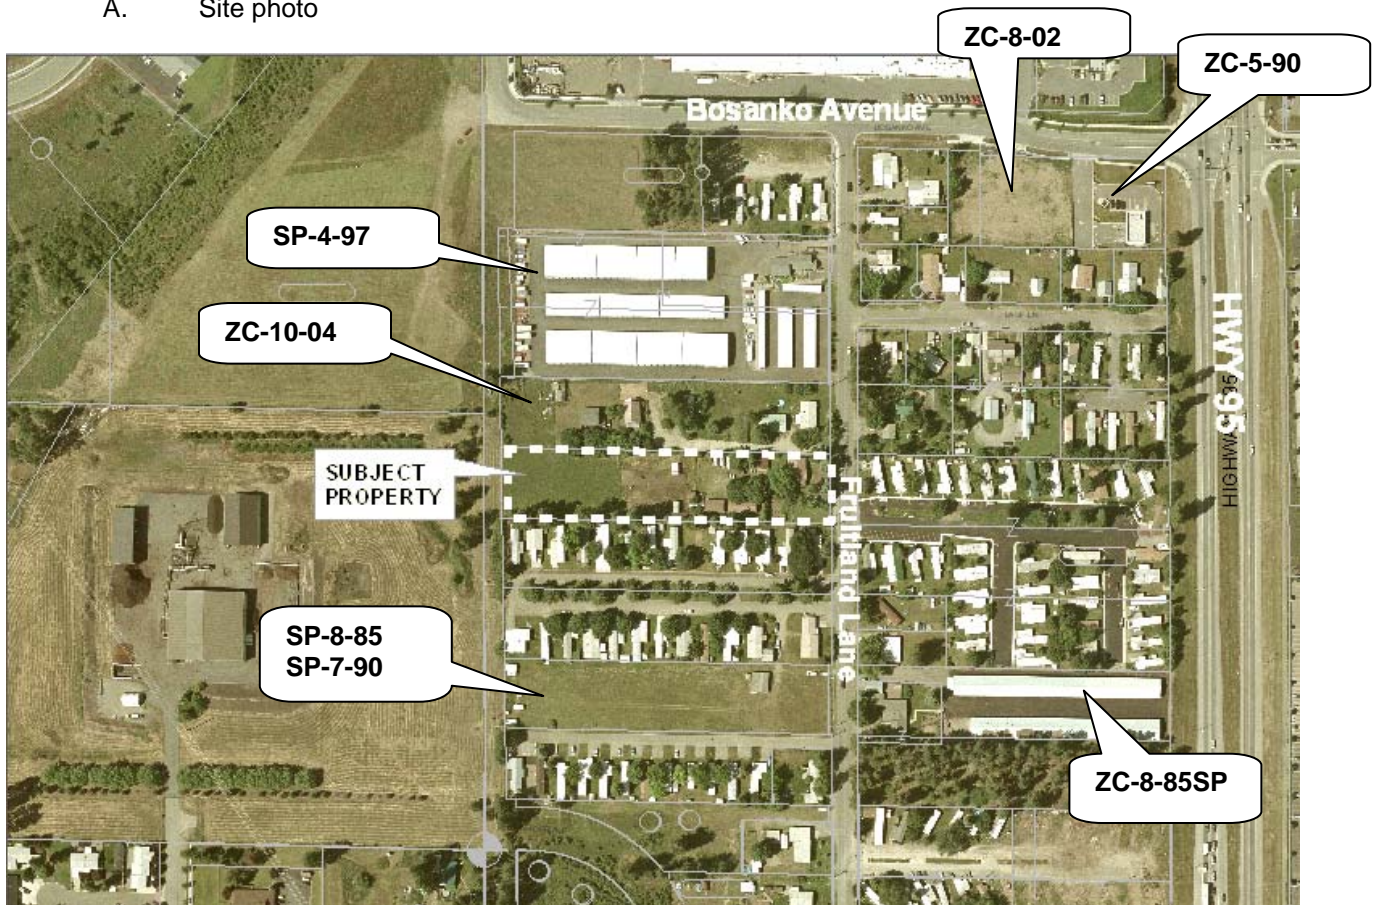 A. Site photo
ZC-8-02
ZC-5-90
Bosanko Avenue
SP-4-97
ZC-10-04
HWY 95
SUBJECT
PROPERTY
Fruitland Lane
SP-8-85
SP-7-90
ZC-8-85SP